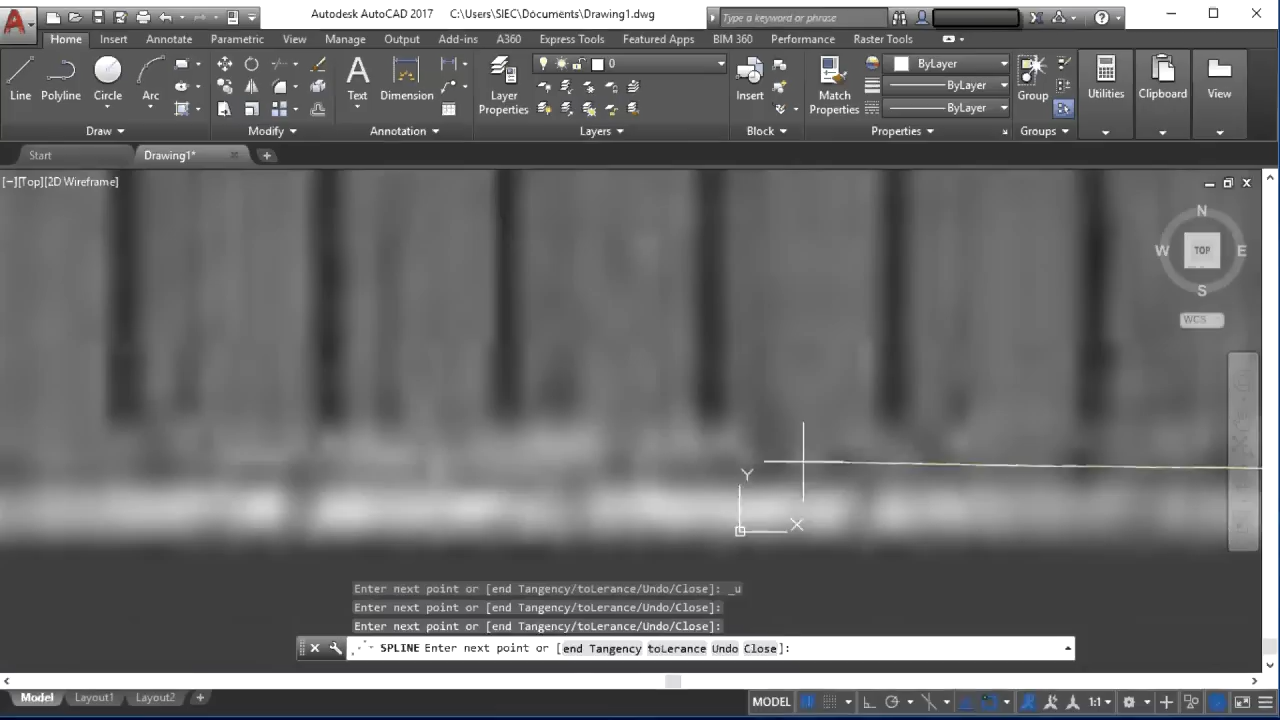 Autodesk AutoCAD 2017 C:\Users\SIEC\Documents\Drawing1.dwg Type a keyword or phrase
Home Insert Annotate Parametric View Manage Output Add-ins A360 Express Tools Featured Apps BIM 360 Performance Raster Tools
Line Polyline Circle Arc Text Dimension Layer Properties 0 Insert Match Properties ByLayer Group Utilities Clipboard View
ByLayer
ByLayer
Draw Modify Annotation Layers Block Properties Groups
Start Drawing1* +
[−][Top][2D Wireframe]
N
W TOP E
S
WCS
Y
X
Enter next point or [end Tangency/toLerance/Undo/Close]: _u
Enter next point or [end Tangency/toLerance/Undo/Close]:
Enter next point or [end Tangency/toLerance/Undo/Close]:
SPLINE Enter next point or [end Tangency toLerance Undo Close]:
Model Layout1 Layout2 + MODEL 1:1